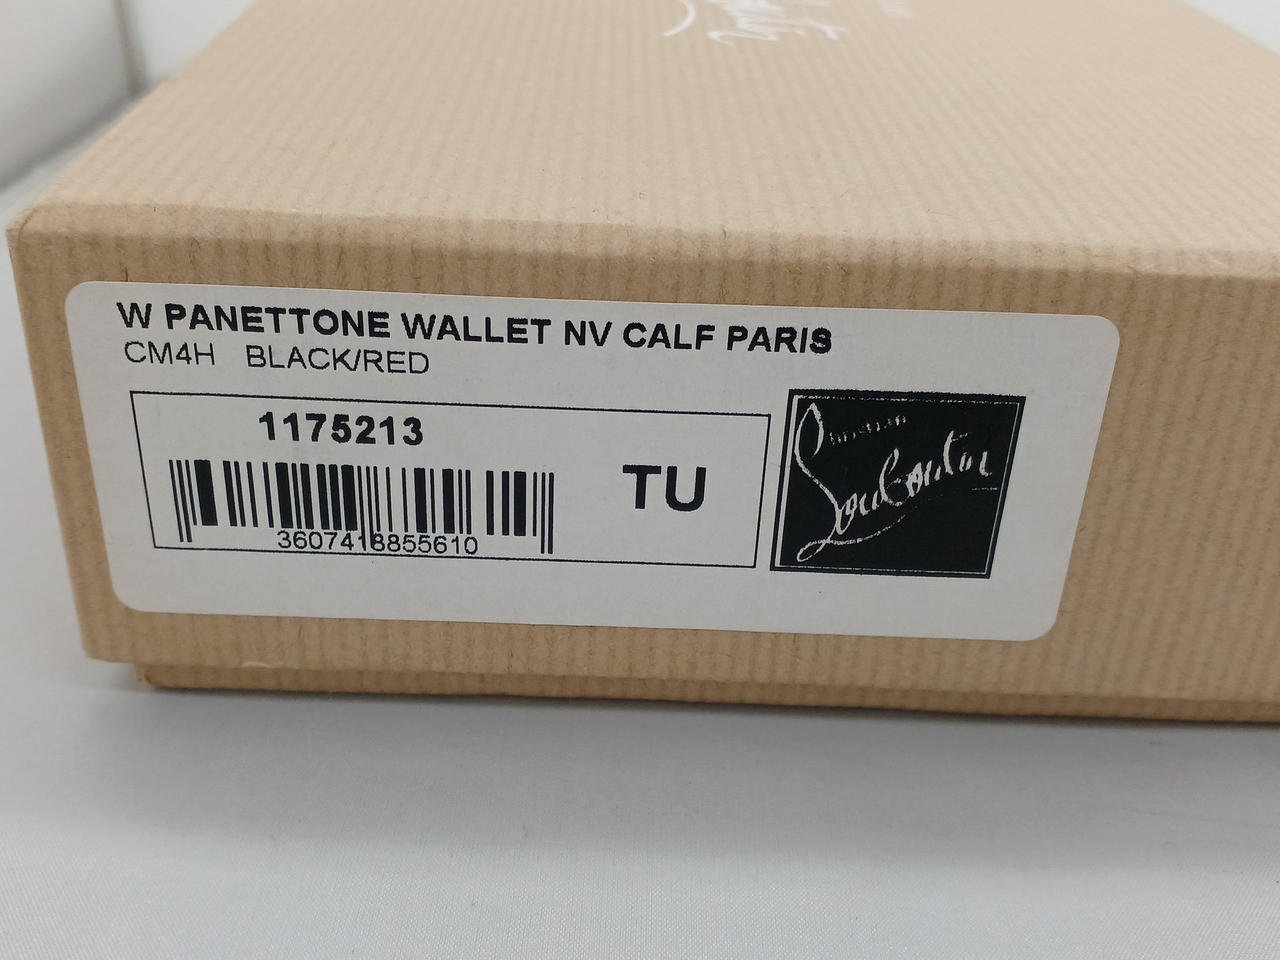 W PANETTONE WALLET NV CALF PARIS
CM4H BLACK/RED
1175213
3607418855610
TU
Christian
Louboutin